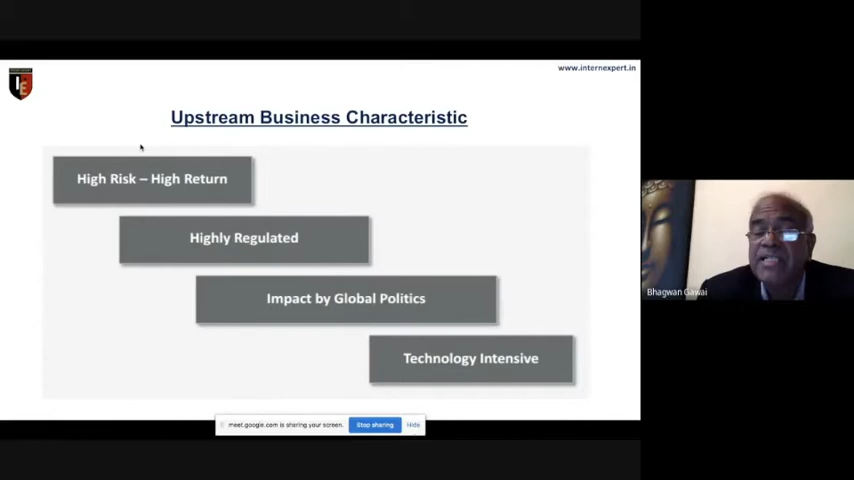 www.internexpert.in
IE
Upstream Business Characteristic
High Risk – High Return
Highly Regulated
Impact by Global Politics
Technology Intensive
Bhagwan Gawai
meet.google.com is sharing your screen.
Stop sharing
Hide